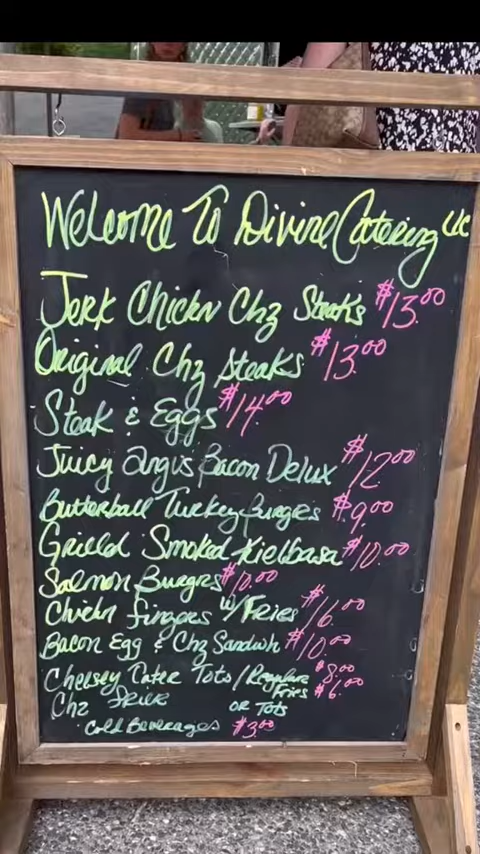 Welcome To Divine Catering LLC
Jerk Chickn Chz Steaks $13.00
Original Chz Steaks $13.00
Steak & Eggs $14.00
Juicy Angus Bacon Delux $12.00
Butterball Turkey Burgers $9.00
Grilled Smoked Kielbasa $10.00
Salmon Burgers $10.00
Chickn Fingers w/ Fries $16.00
Bacon Egg & Chz Sandwih $10.00
Cheesy Tater Tots / Regular $8.00
Fries $6.00
Chz OR Tots
Cold Beverages $3.00